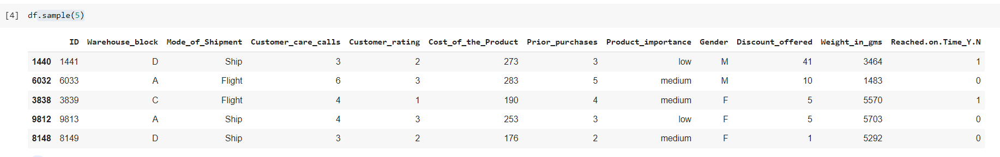 [4] df.sample(5)
ID Warehouse_block Mode_of_Shipment Customer_care_calls Customer_rating Cost_of_the_Product Prior_purchases Product_importance Gender Discount_offered Weight_in_gms Reached.on.Time_Y.N
1440 1441 D Ship 3 2 273 3 low M 41 3464 1
6032 6033 A Flight 6 3 283 5 medium M 10 1483 0
3838 3839 C Flight 4 1 190 4 medium F 5 5570 1
9812 9813 A Ship 4 3 253 3 low F 5 5703 0
8148 8149 D Ship 3 2 176 2 medium F 1 5292 0